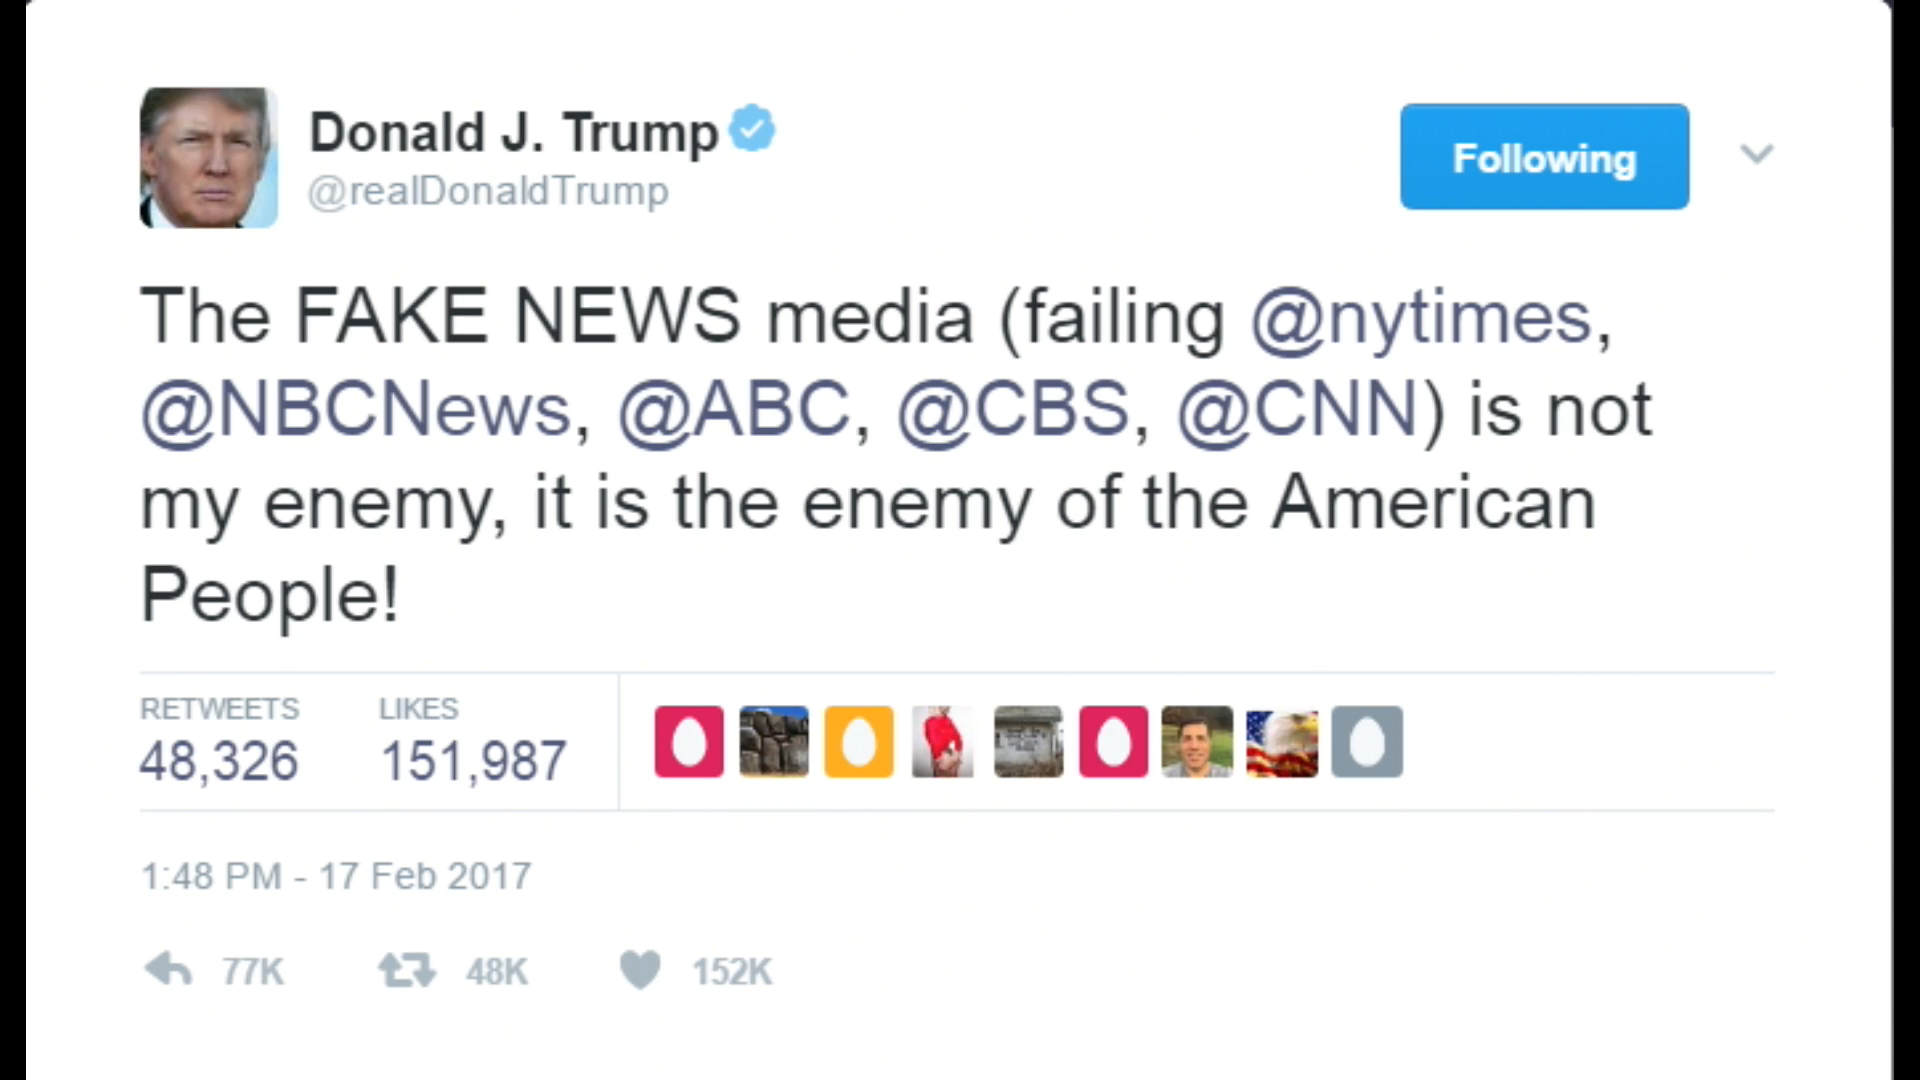 Donald J. Trump
@realDonaldTrump
Following
The FAKE NEWS media (failing @nytimes,
@NBCNews, @ABC, @CBS, @CNN) is not
my enemy, it is the enemy of the American
People!
RETWEETS LIKES
48,326 151,987
1:48 PM - 17 Feb 2017
77K 48K 152K